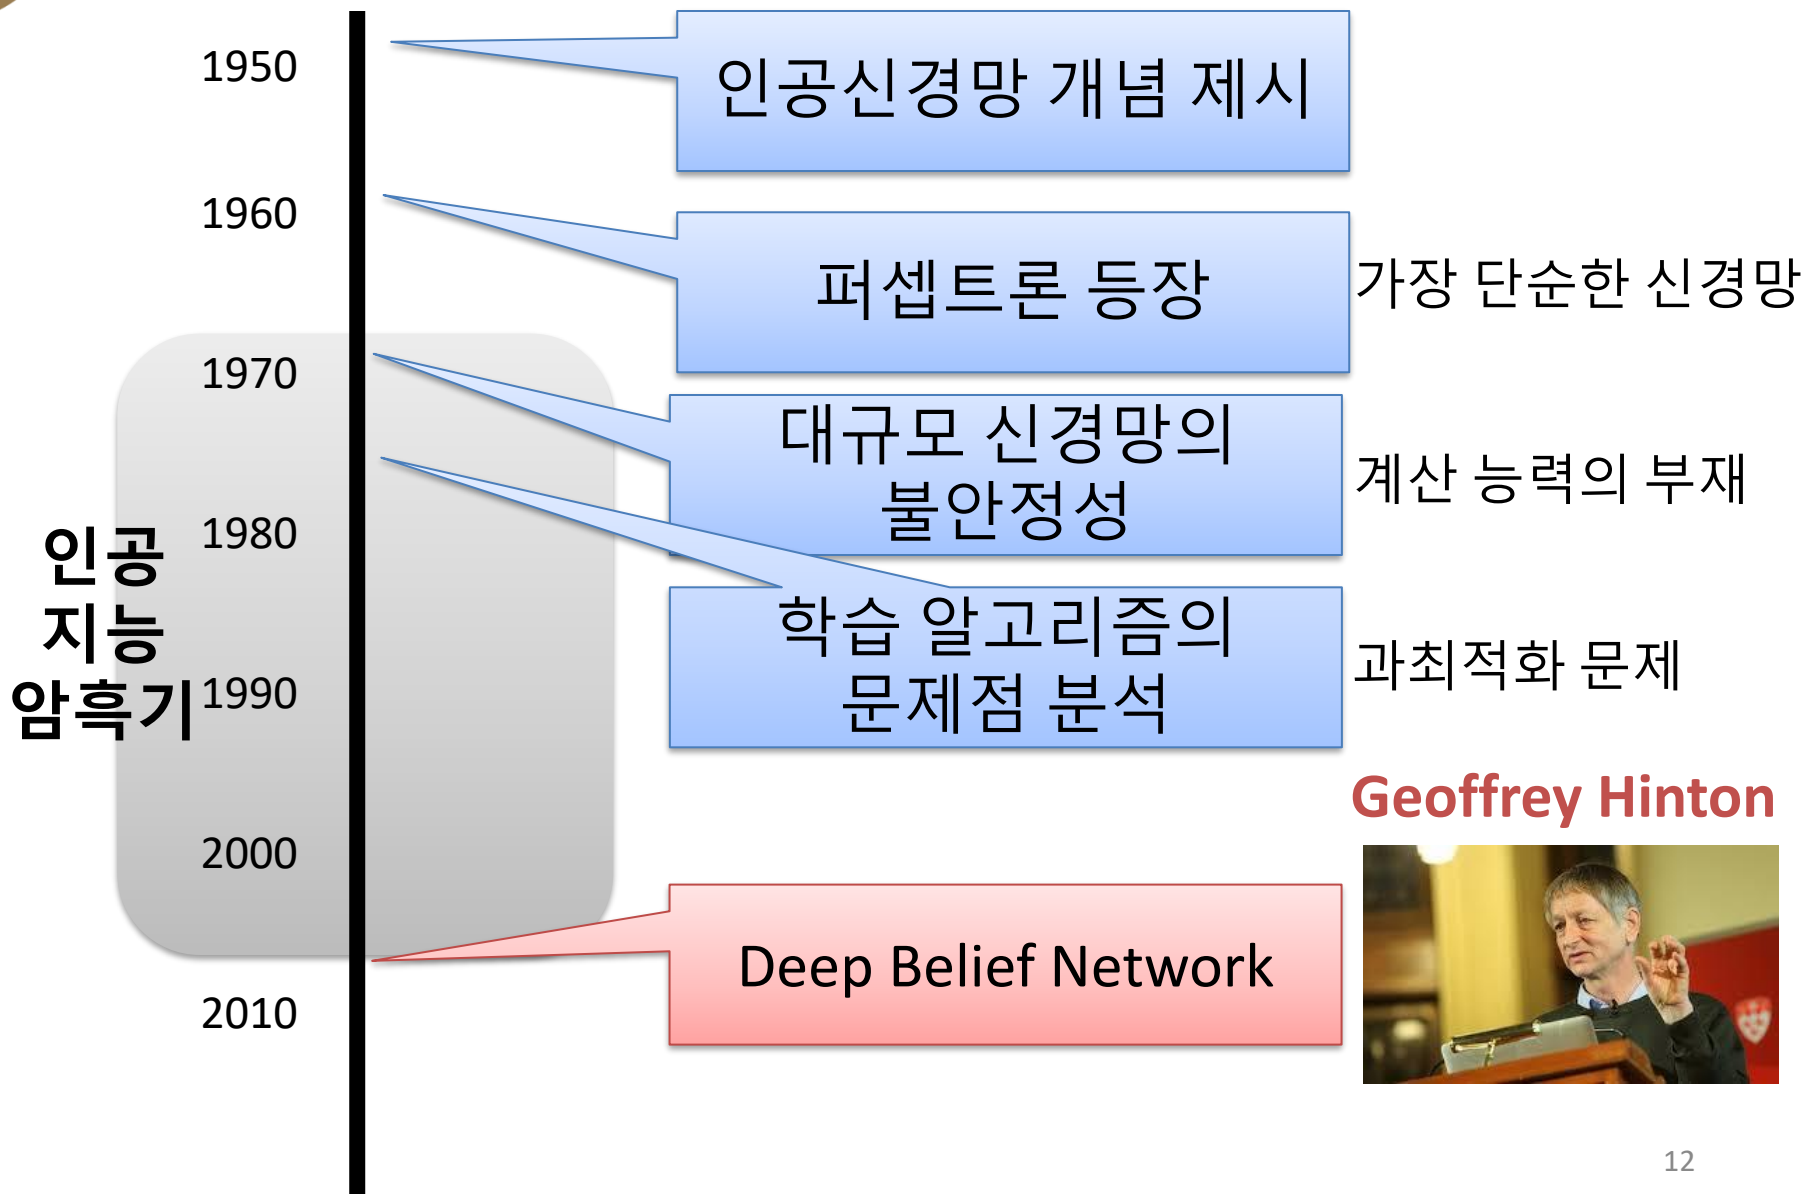 1950
인공신경망 개념 제시
1960
퍼셉트론 등장
가장 단순한 신경망
1970
대규모 신경망의
불안정성
계산 능력의 부재
1980
인공
지능
암흑기
학습 알고리즘의
문제점 분석
과최적화 문제
1990
Geoffrey Hinton
2000
Deep Belief Network
2010
12